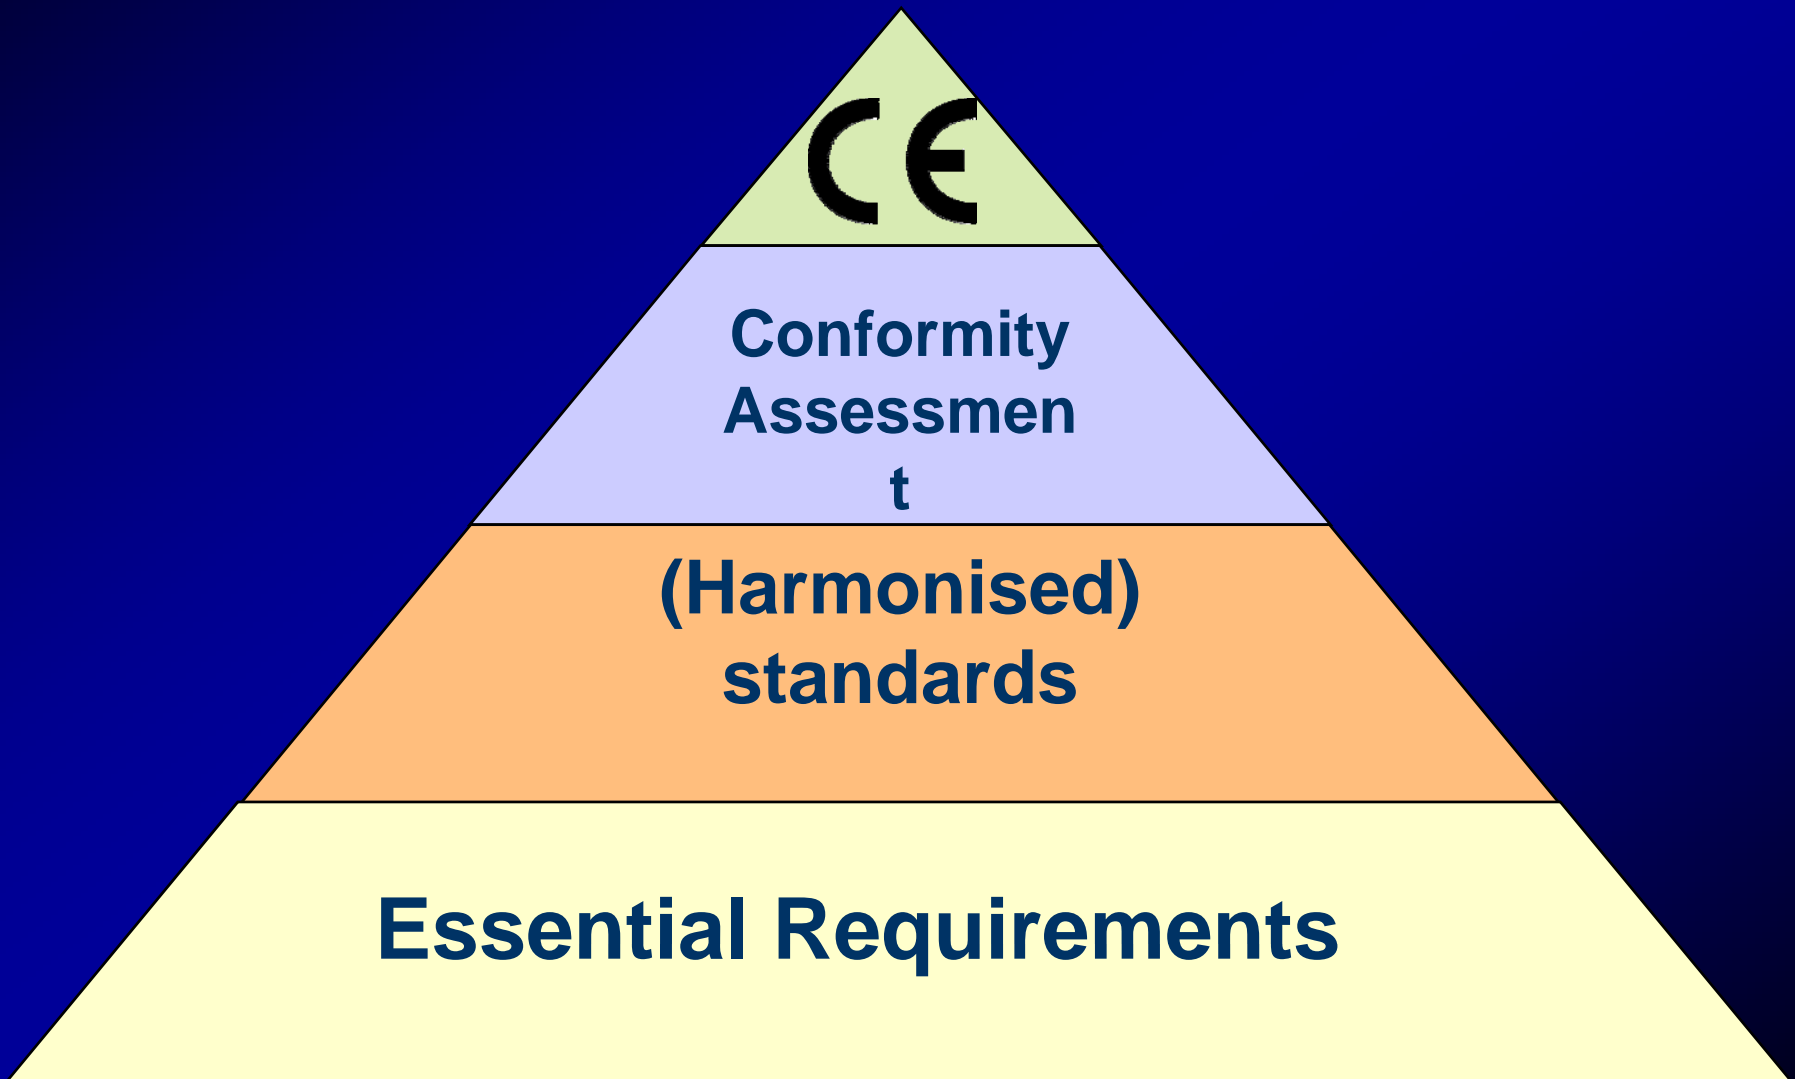 CE
Conformity
Assessmen
t
(Harmonised)
standards
Essential Requirements